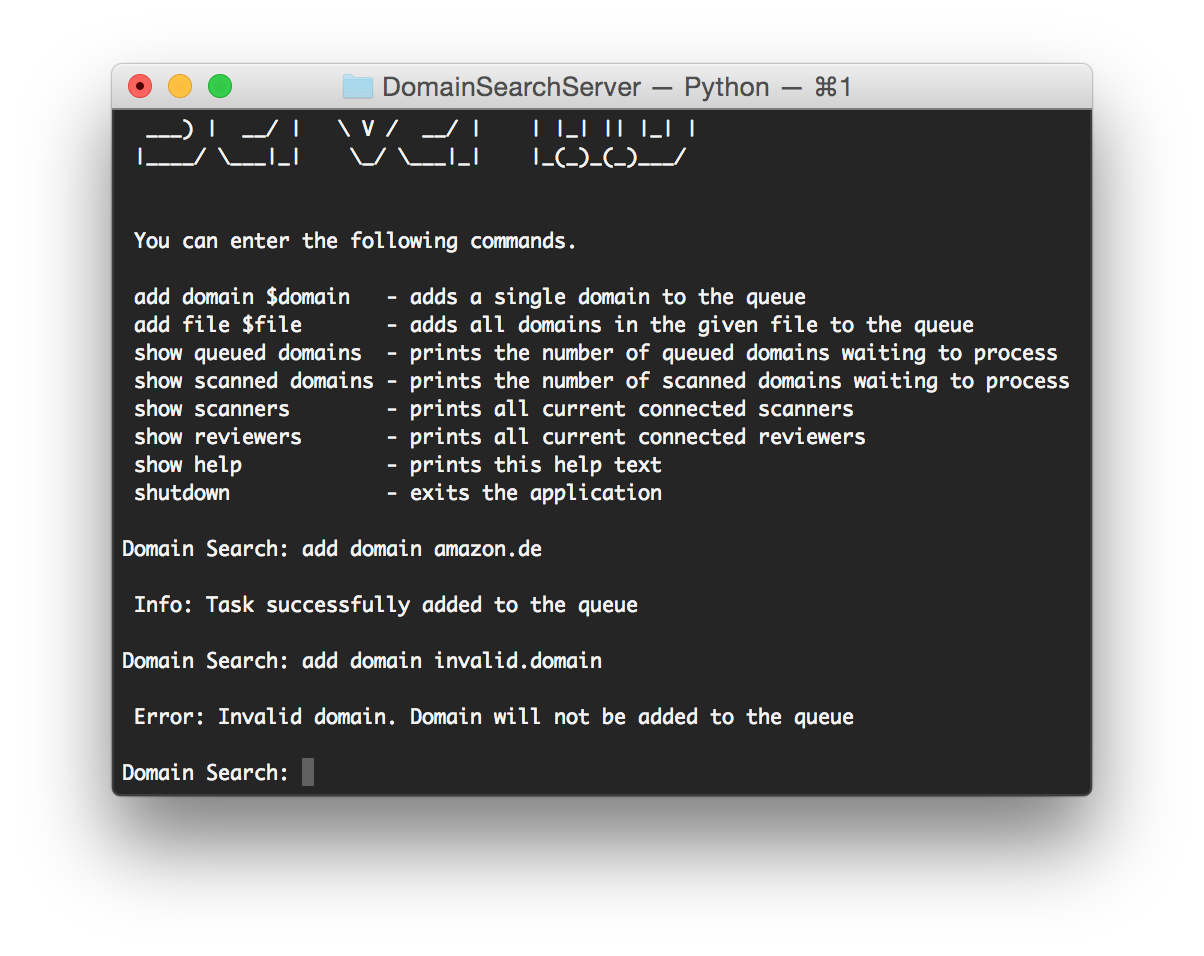 DomainSearchServer — Python — ⌘1
 ___) |  __/ |   \ V /  __/ |    | |_| || |_| |
|____/ \___|_|    \_/ \___|_|    |_(_)_(_)___/
You can enter the following commands.
add domain $domain   - adds a single domain to the queue
add file $file       - adds all domains in the given file to the queue
show queued domains  - prints the number of queued domains waiting to process
show scanned domains - prints the number of scanned domains waiting to process
show scanners        - prints all current connected scanners
show reviewers       - prints all current connected reviewers
show help            - prints this help text
shutdown             - exits the application
Domain Search: add domain amazon.de
Info: Task successfully added to the queue
Domain Search: add domain invalid.domain
Error: Invalid domain. Domain will not be added to the queue
Domain Search: